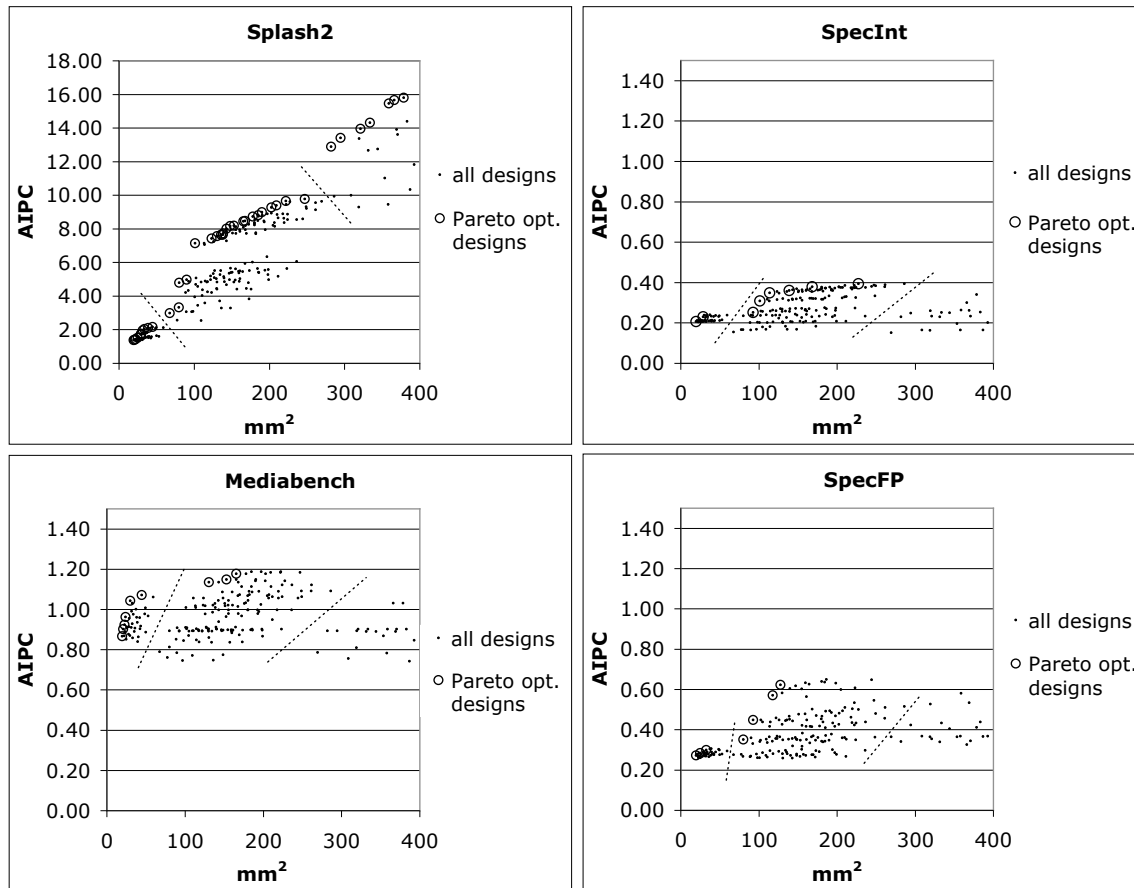 Splash2
18.00
16.00
14.00
12.00
10.00
8.00
6.00
4.00
2.00
0.00
AIPC
0 100 200 300 400
mm²
all designs
Pareto opt.
designs
SpecInt
1.40
1.20
1.00
0.80
0.60
0.40
0.20
0.00
AIPC
0 100 200 300 400
mm²
all designs
Pareto opt.
designs
Mediabench
1.40
1.20
1.00
0.80
0.60
0.40
0.20
0.00
AIPC
0 100 200 300 400
mm²
all designs
Pareto opt.
designs
SpecFP
1.40
1.20
1.00
0.80
0.60
0.40
0.20
0.00
AIPC
0 100 200 300 400
mm²
all designs
Pareto opt.
designs